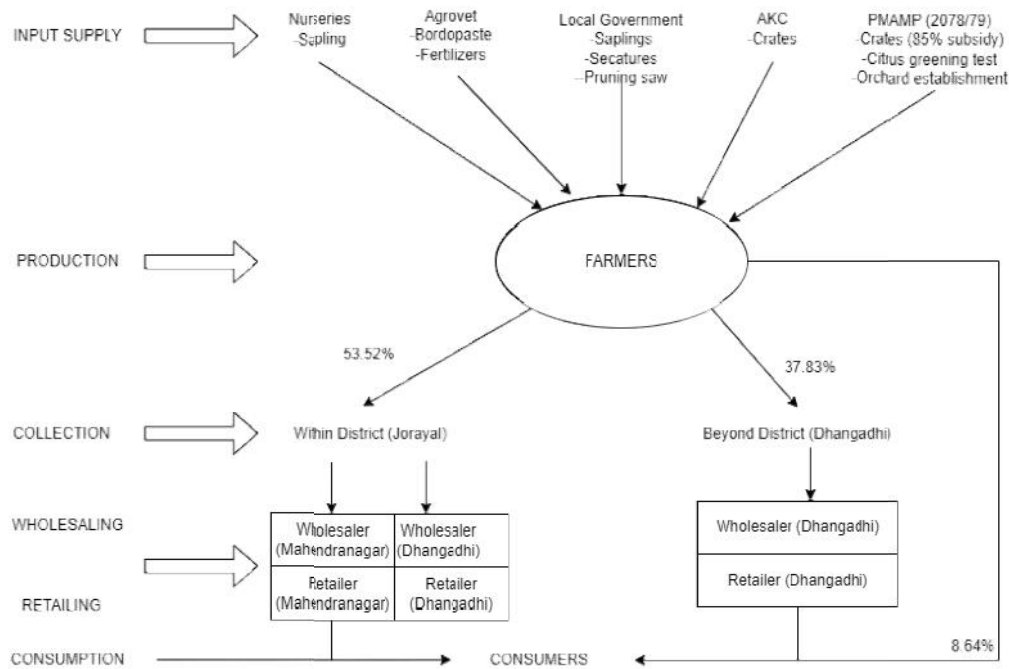 INPUT SUPPLY
Nurseries
-Sapling
Agrovet
-Bordopaste
-Fertilizers
Local Government
-Saplings
-Secatures
-Pruning saw
AKC
-Crates
PMAMP (2078/79)
-Crates (85% subsidy)
-Citrus greening test
-Orchard establishment
PRODUCTION
FARMERS
53.52%
37.83%
COLLECTION
Within District (Jorayal)
Beyond District (Dhangadhi)
WHOLESALING
Wholesaler
(Mahendranagar)
Wholesaler
(Dhangadhi)
Wholesaler (Dhangadhi)
RETAILING
Retailer
(Mahendranagar)
Retailer
(Dhangadhi)
Retailer (Dhangadhi)
8.64%
CONSUMPTION
CONSUMERS